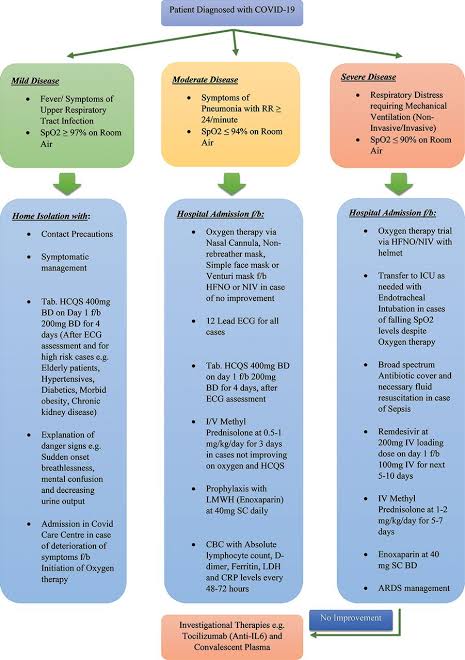 Patient Diagnosed with COVID-19
Mild Disease
• Fever/ Symptoms of
Upper Respiratory
Tract Infection
• SpO2 ≥ 97% on Room
Air
Moderate Disease
• Symptoms of
Pneumonia with RR ≥
24/minute
• SpO2 ≤ 94% on Room
Air
Severe Disease
• Respiratory Distress
requiring Mechanical
Ventilation (Non-
Invasive/Invasive)
• SpO2 ≤ 90% on Room
Air
Home Isolation with:
• Contact Precautions
• Symptomatic
management
• Tab. HCQS 400mg
BD on Day 1 f/b
200mg BD for 4
days (After ECG
assessment and for
high risk cases e.g.
Elderly patients,
Hypertensives,
Diabetics, Morbid
obesity, Chronic
kidney disease)
• Explanation of
danger signs e.g.
Sudden onset
breathlessness,
mental confusion
and decreasing
urine output
• Admission in Covid
Care Centre in case
of deterioration of
symptoms f/b
Initiation of Oxygen
therapy
Hospital Admission f/b:
• Oxygen therapy via
Nasal Cannula, Non-
rebreather mask,
Simple face mask or
Venturi mask f/b
HFNO or NIV in case
of no improvement
• 12 Lead ECG for all
cases
• Tab. HCQS 400mg BD
on day 1 f/b 200mg
BD for 4 days, after
ECG assessment
• I/V Methyl
Prednisolone at 0.5-1
mg/kg/day for 3 days
in cases not improving
on oxygen and HCQS
• Prophylaxis with
LMWH (Enoxaparin)
at 40mg SC daily
• CBC with Absolute
lymphocyte count, D-
dimer, Ferritin, LDH
and CRP levels every
48-72 hours
Hospital Admission f/b:
• Oxygen therapy trial
via HFNO/NIV with
helmet
• Transfer to ICU as
needed with
Endotracheal
Intubation in cases
of falling SpO2
levels despite
Oxygen therapy
• Broad spectrum
Antibiotic cover and
necessary fluid
resuscitation in case
of Sepsis
• Remdesivir at
200mg IV loading
dose on day 1 f/b
100mg IV for next
5-10 days
• IV Methyl
Prednisolone at 1-2
mg/kg/day for 5-7
days
• Enoxaparin at 40
mg SC BD
• ARDS management
No Improvement
Investigational Therapies e.g.
Tocilizumab (Anti-IL6) and
Convalescent Plasma